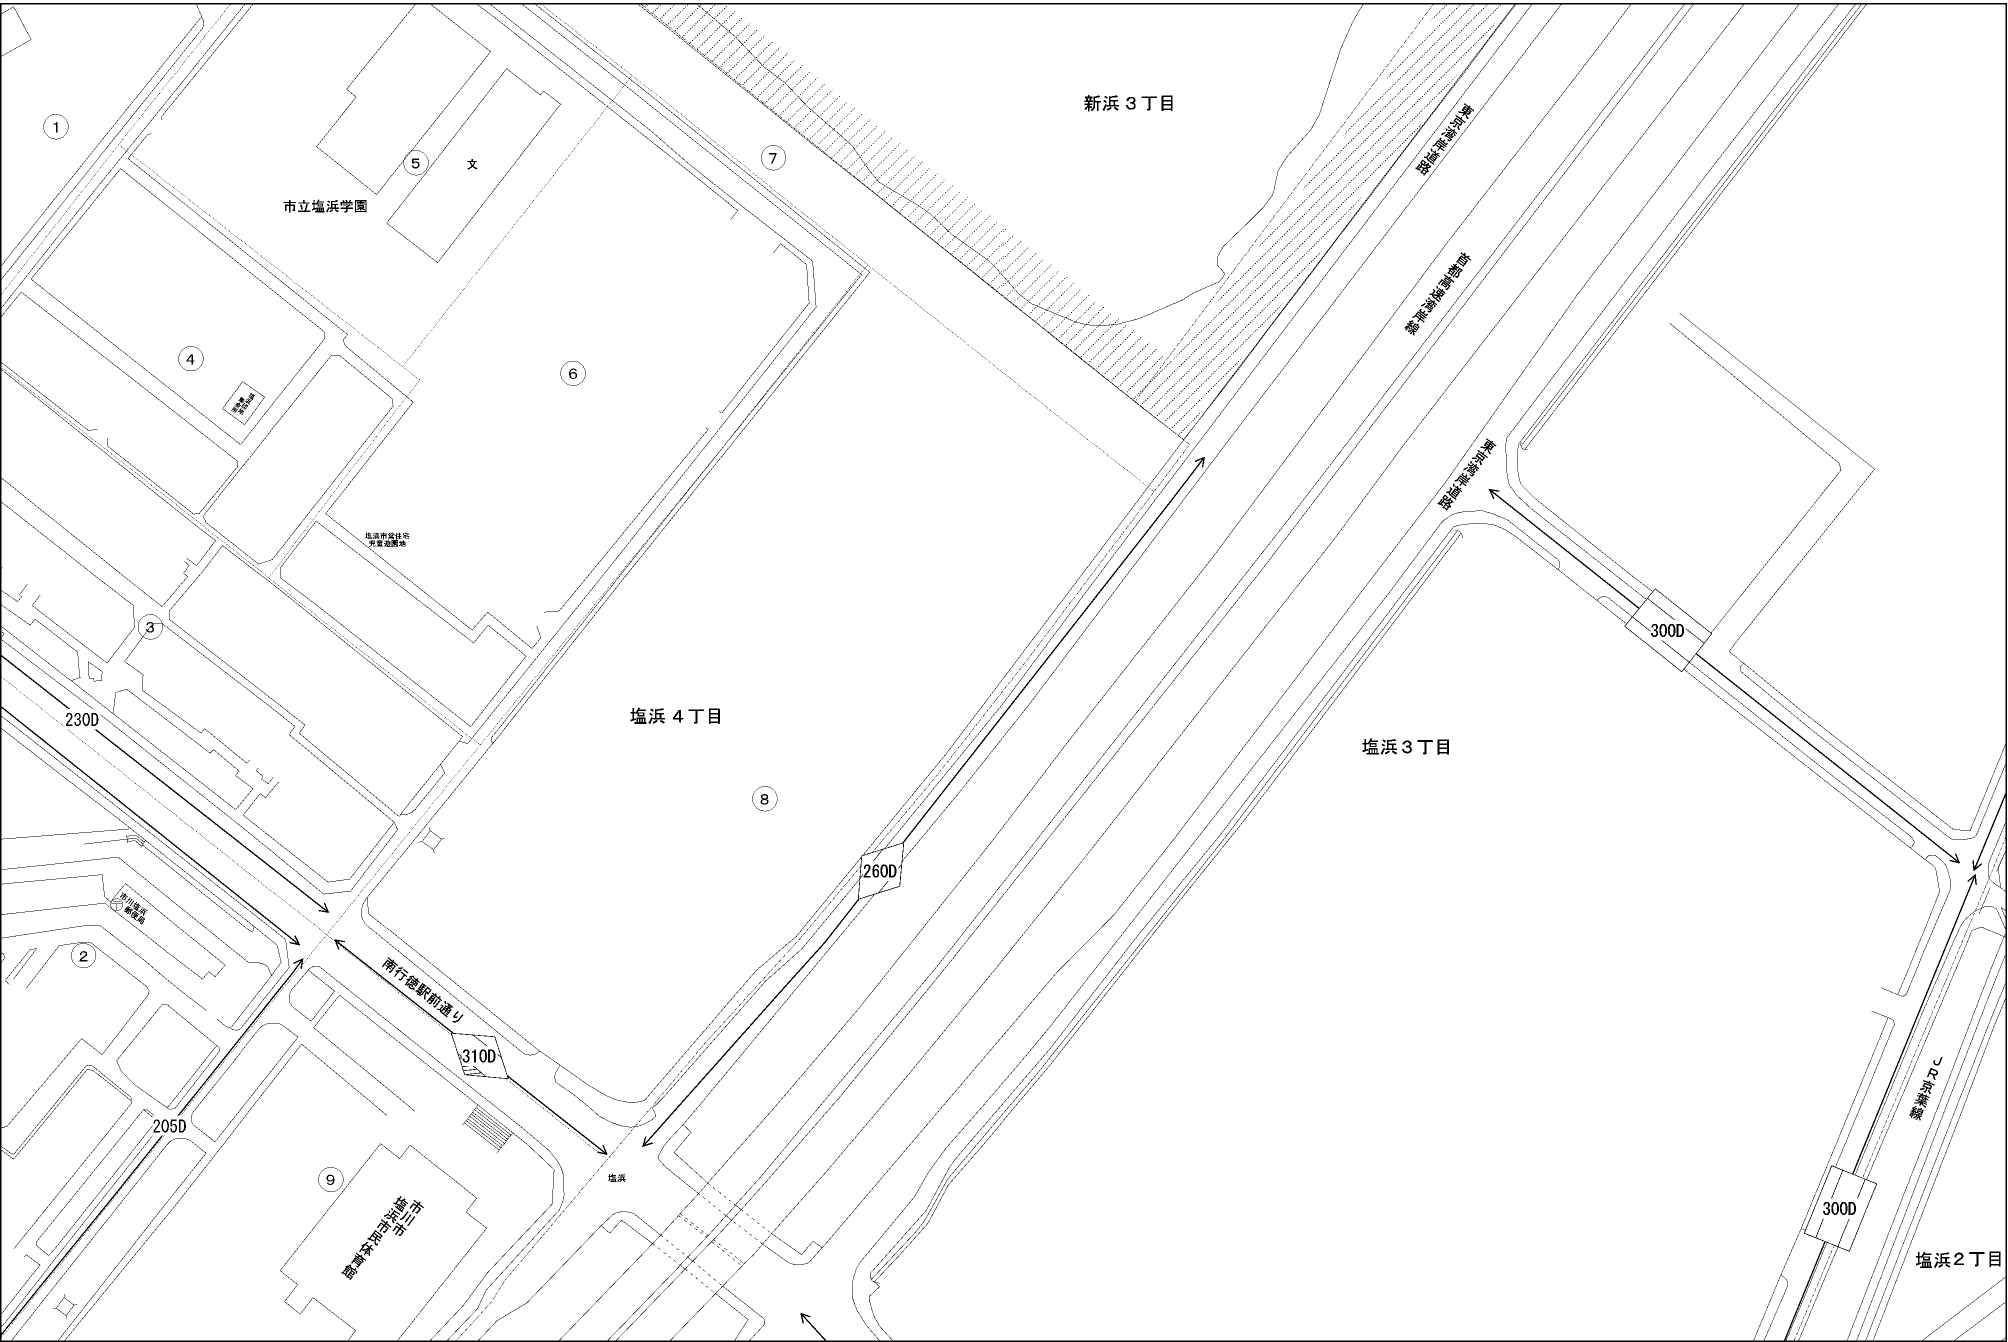 新浜３丁目
東京湾岸道路
①
⑦
⑤
文
市立塩浜学園
首都高速湾岸線
④
⑥
東京湾岸道路
塩浜市営住宅
児童遊園地
③
300D
230D
塩浜４丁目
塩浜３丁目
⑧
260D
市川塩浜
郵便局
②
南行徳駅前通り
310D
JR京葉線
205D
⑨
塩浜
市川市
塩浜市民体育館
300D
塩浜２丁目